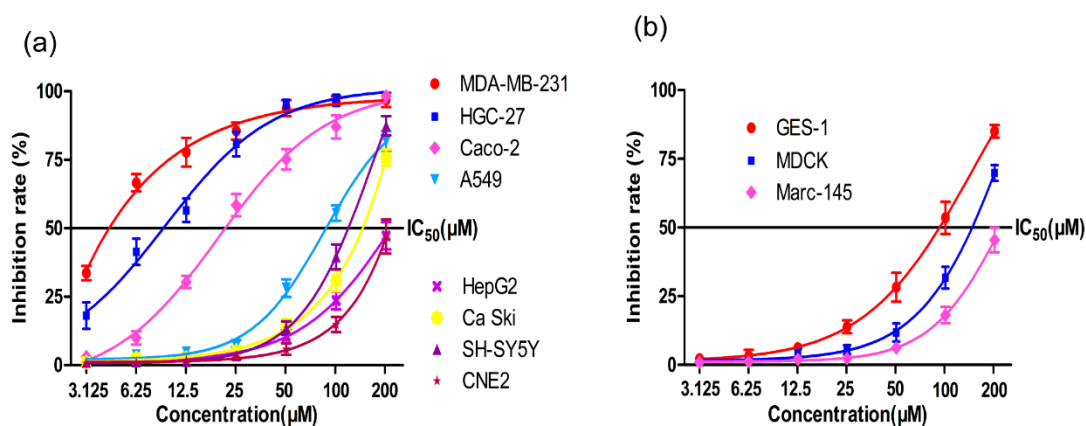 (a)
Inhibition rate (%)
100
75
50
25
0
3.125 6.25 12.5 25 50 100 200
Concentration(µM)
MDA-MB-231
HGC-27
Caco-2
A549
IC50(µM)
HepG2
Ca Ski
SH-SY5Y
CNE2
(b)
Inhibition rate (%)
100
75
50
25
0
3.125 6.25 12.5 25 50 100 200
Concentration(µM)
GES-1
MDCK
Marc-145
IC50(µM)